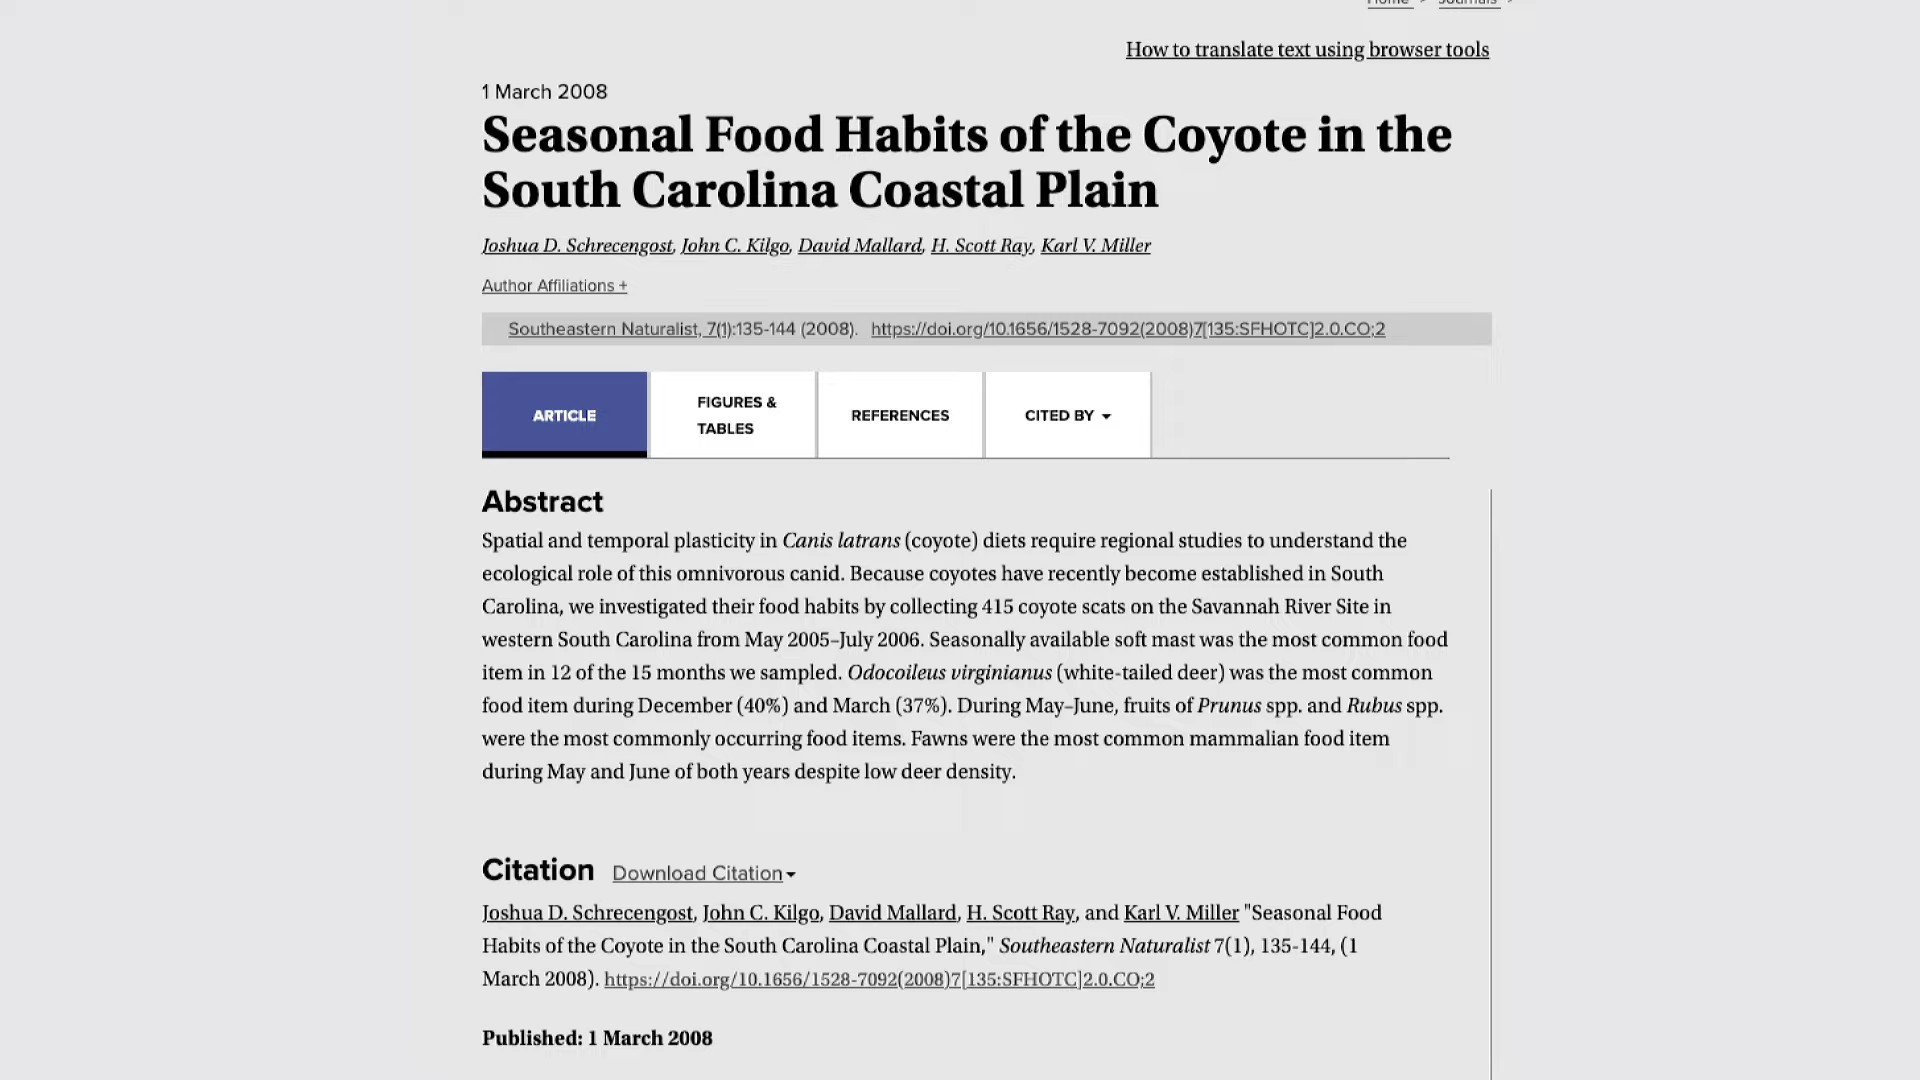 Home > Journals >
How to translate text using browser tools
1 March 2008
Seasonal Food Habits of the Coyote in the
South Carolina Coastal Plain
Joshua D. Schrecengost, John C. Kilgo, David Mallard, H. Scott Ray, Karl V. Miller
Author Affiliations +
Southeastern Naturalist, 7(1):135-144 (2008). https://doi.org/10.1656/1528-7092(2008)7[135:SFHOTC]2.0.CO;2
ARTICLE
FIGURES &
TABLES
REFERENCES
CITED BY
Abstract
Spatial and temporal plasticity in Canis latrans (coyote) diets require regional studies to understand the
ecological role of this omnivorous canid. Because coyotes have recently become established in South
Carolina, we investigated their food habits by collecting 415 coyote scats on the Savannah River Site in
western South Carolina from May 2005–July 2006. Seasonally available soft mast was the most common food
item in 12 of the 15 months we sampled. Odocoileus virginianus (white-tailed deer) was the most common
food item during December (40%) and March (37%). During May–June, fruits of Prunus spp. and Rubus spp.
were the most commonly occurring food items. Fawns were the most common mammalian food item
during May and June of both years despite low deer density.
Citation Download Citation
Joshua D. Schrecengost, John C. Kilgo, David Mallard, H. Scott Ray, and Karl V. Miller "Seasonal Food
Habits of the Coyote in the South Carolina Coastal Plain," Southeastern Naturalist 7(1), 135-144, (1
March 2008). https://doi.org/10.1656/1528-7092(2008)7[135:SFHOTC]2.0.CO;2
Published: 1 March 2008